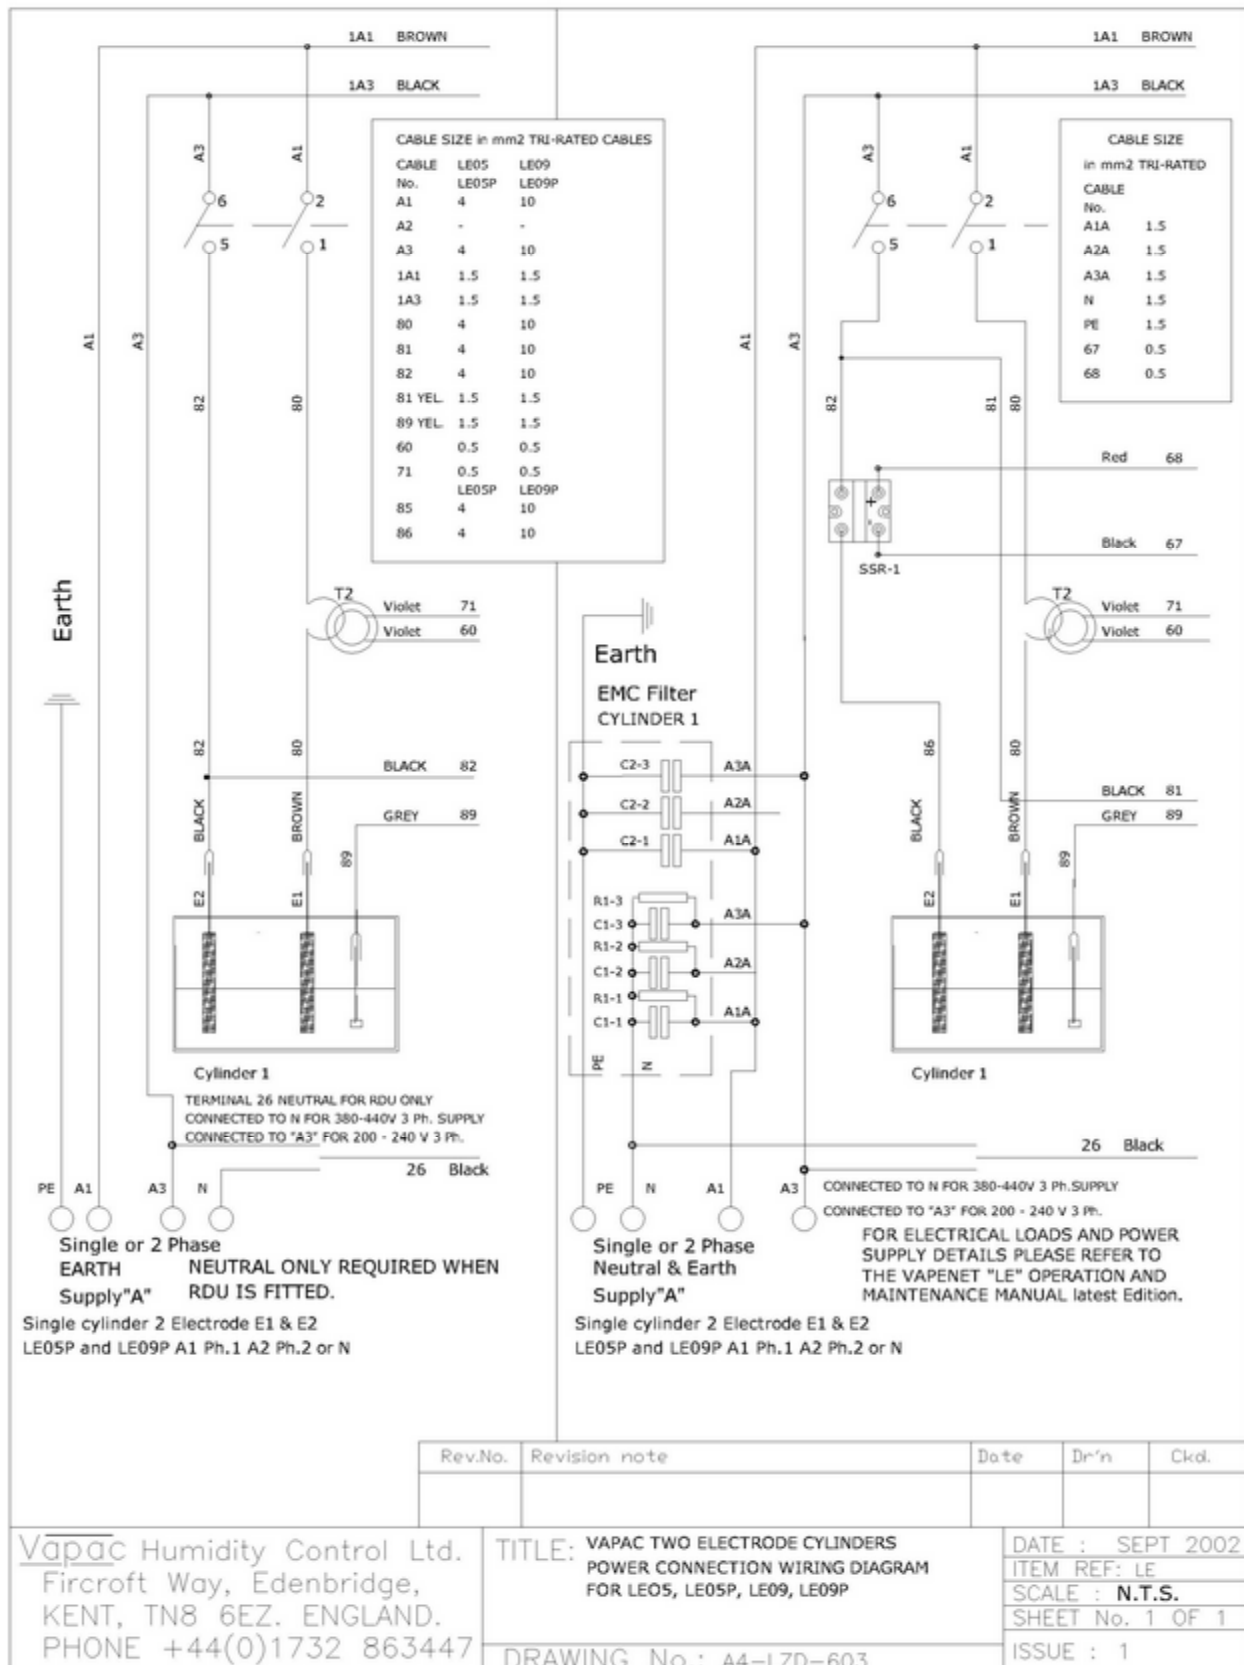 1A1 BROWN
1A3 BLACK
A3
A1
6
2
5
1
A1
A3
82
80
CABLE SIZE in mm2 TRI-RATED CABLES
CABLE LE05 LE09
No. LE05P LE09P
A1 4 10
A2 - -
A3 4 10
1A1 1.5 1.5
1A3 1.5 1.5
80 4 10
81 4 10
82 4 10
81 YEL. 1.5 1.5
89 YEL. 1.5 1.5
60 0.5 0.5
71 0.5 0.5
LE05P LE09P
85 4 10
86 4 10
Earth
T2
Violet 71
Violet 60
82
80
BLACK 82
GREY 89
BLACK
BROWN
89
E2
E1
Cylinder 1
TERMINAL 26 NEUTRAL FOR RDU ONLY
CONNECTED TO N FOR 380-440V 3 Ph. SUPPLY
CONNECTED TO "A3" FOR 200 - 240 V 3 Ph.
26 Black
PE A1 A3 N
Single or 2 Phase
EARTH
Supply"A"
NEUTRAL ONLY REQUIRED WHEN
RDU IS FITTED.
Single cylinder 2 Electrode E1 & E2
LE05P and LE09P A1 Ph.1 A2 Ph.2 or N
1A1 BROWN
1A3 BLACK
A3
A1
6
2
5
1
A1
A3
82
81
80
CABLE SIZE
in mm2 TRI-RATED
CABLE
No.
A1A 1.5
A2A 1.5
A3A 1.5
N 1.5
PE 1.5
67 0.5
68 0.5
Red 68
+
Black 67
SSR-1
T2
Violet 71
Violet 60
Earth
EMC Filter
CYLINDER 1
C2-3 A3A
C2-2 A2A
C2-1 A1A
R1-3
C1-3 A3A
R1-2
C1-2 A2A
R1-1
C1-1 A1A
PE
N
86
80
BLACK 81
GREY 89
BLACK
BROWN
89
E2
E1
Cylinder 1
26 Black
PE N A1 A3
CONNECTED TO N FOR 380-440V 3 Ph.SUPPLY
CONNECTED TO "A3" FOR 200 - 240 V 3 Ph.
Single or 2 Phase
Neutral & Earth
Supply"A"
FOR ELECTRICAL LOADS AND POWER
SUPPLY DETAILS PLEASE REFER TO
THE VAPENET "LE" OPERATION AND
MAINTENANCE MANUAL latest Edition.
Single cylinder 2 Electrode E1 & E2
LE05P and LE09P A1 Ph.1 A2 Ph.2 or N
Rev.No. Revision note Date Dr'n Ckd.
Vapac Humidity Control Ltd.
Fircroft Way, Edenbridge,
KENT, TN8 6EZ. ENGLAND.
PHONE +44(0)1732 863447
TITLE: VAPAC TWO ELECTRODE CYLINDERS
POWER CONNECTION WIRING DIAGRAM
FOR LEO5, LE05P, LE09, LE09P
DRAWING No.: A4-LZD-603
DATE : SEPT 2002
ITEM REF: LE
SCALE : N.T.S.
SHEET No. 1 OF 1
ISSUE : 1